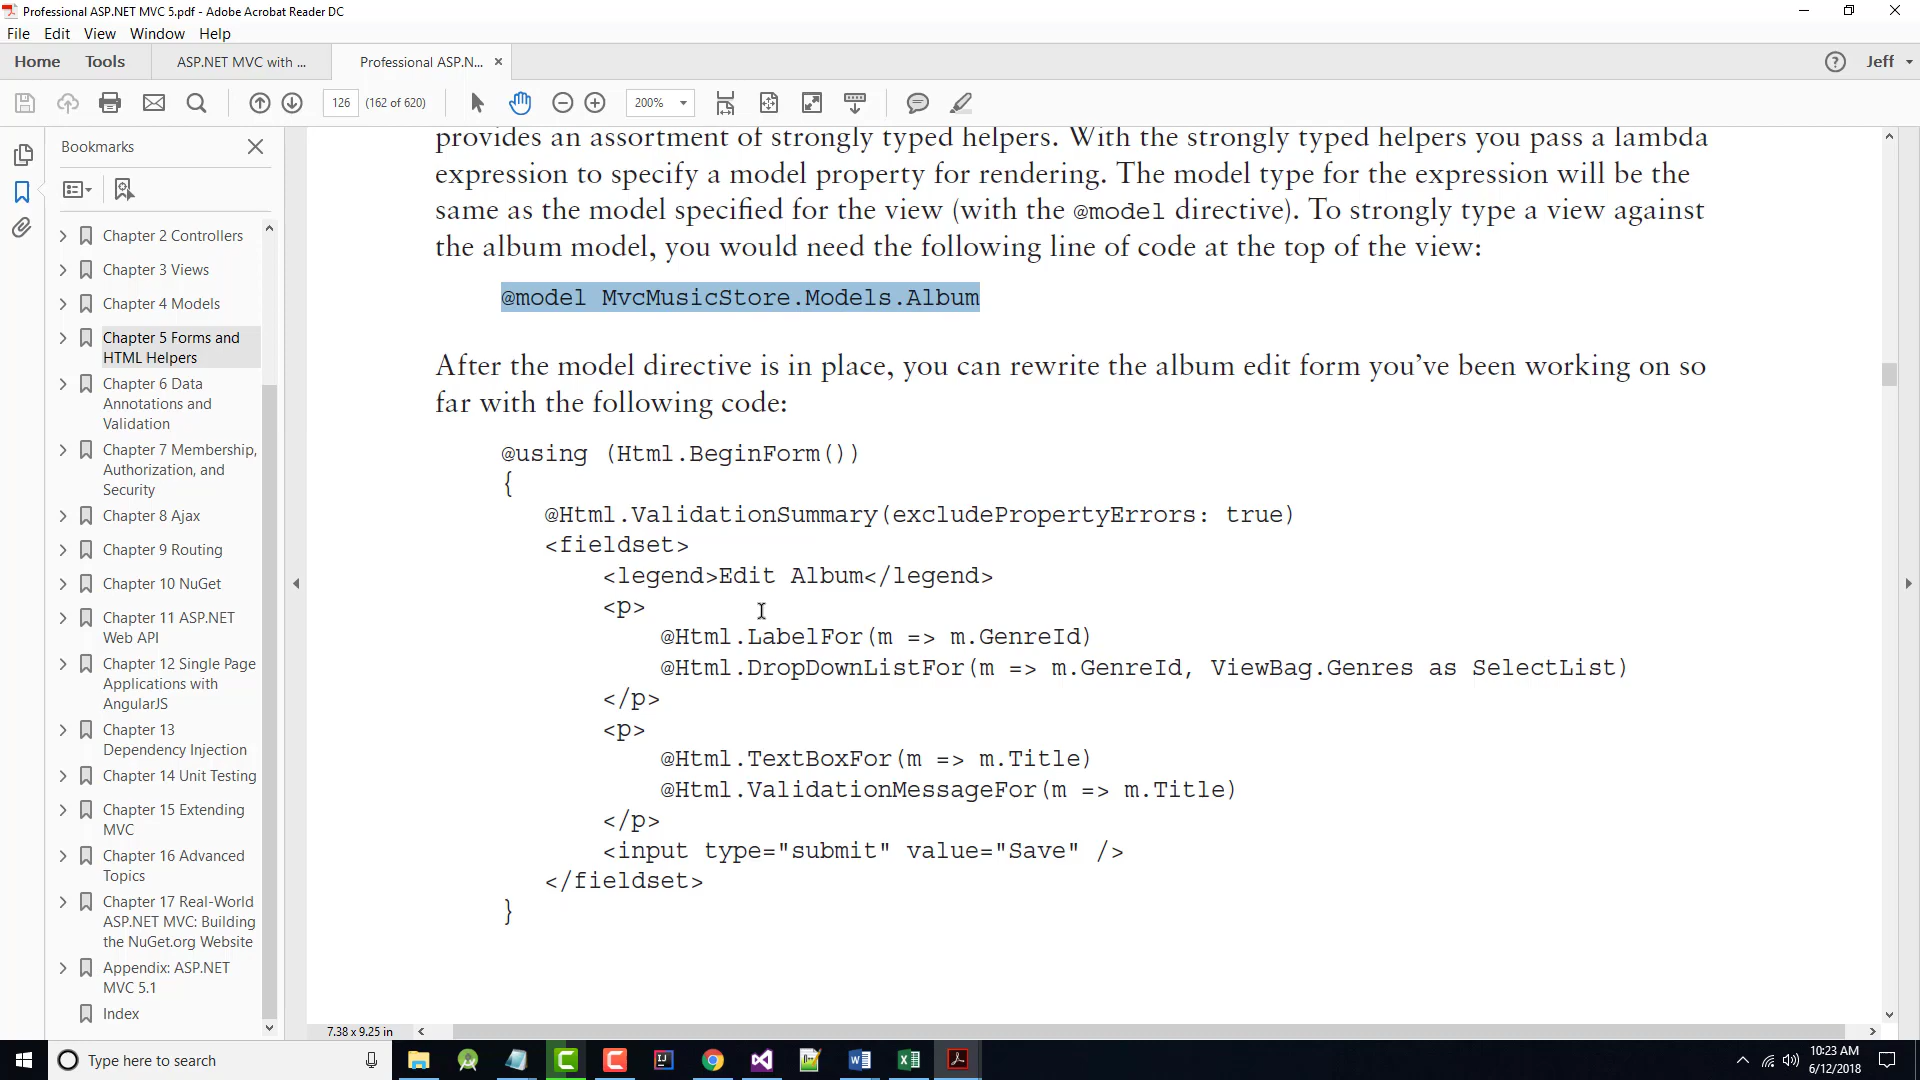 Professional ASP.NET MVC 5.pdf - Adobe Acrobat Reader DC
File Edit View Window Help
Home Tools ASP.NET MVC with ... Professional ASP.N... ×
Jeff
126 (162 of 620) 200%
Bookmarks
Chapter 2 Controllers
Chapter 3 Views
Chapter 4 Models
Chapter 5 Forms and
HTML Helpers
Chapter 6 Data
Annotations and
Validation
Chapter 7 Membership,
Authorization, and
Security
Chapter 8 Ajax
Chapter 9 Routing
Chapter 10 NuGet
Chapter 11 ASP.NET
Web API
Chapter 12 Single Page
Applications with
AngularJS
Chapter 13
Dependency Injection
Chapter 14 Unit Testing
Chapter 15 Extending
MVC
Chapter 16 Advanced
Topics
Chapter 17 Real-World
ASP.NET MVC: Building
the NuGet.org Website
Appendix: ASP.NET
MVC 5.1
Index
provides an assortment of strongly typed helpers. With the strongly typed helpers you pass a lambda
expression to specify a model property for rendering. The model type for the expression will be the
same as the model specified for the view (with the @model directive). To strongly type a view against
the album model, you would need the following line of code at the top of the view:
@model MvcMusicStore.Models.Album
After the model directive is in place, you can rewrite the album edit form you’ve been working on so
far with the following code:
@using (Html.BeginForm())
{
@Html.ValidationSummary(excludePropertyErrors: true)
<fieldset>
<legend>Edit Album</legend>
<p>
@Html.LabelFor(m => m.GenreId)
@Html.DropDownListFor(m => m.GenreId, ViewBag.Genres as SelectList)
</p>
<p>
@Html.TextBoxFor(m => m.Title)
@Html.ValidationMessageFor(m => m.Title)
</p>
<input type="submit" value="Save" />
</fieldset>
}
7.38 x 9.25 in
Type here to search
10:23 AM
6/12/2018